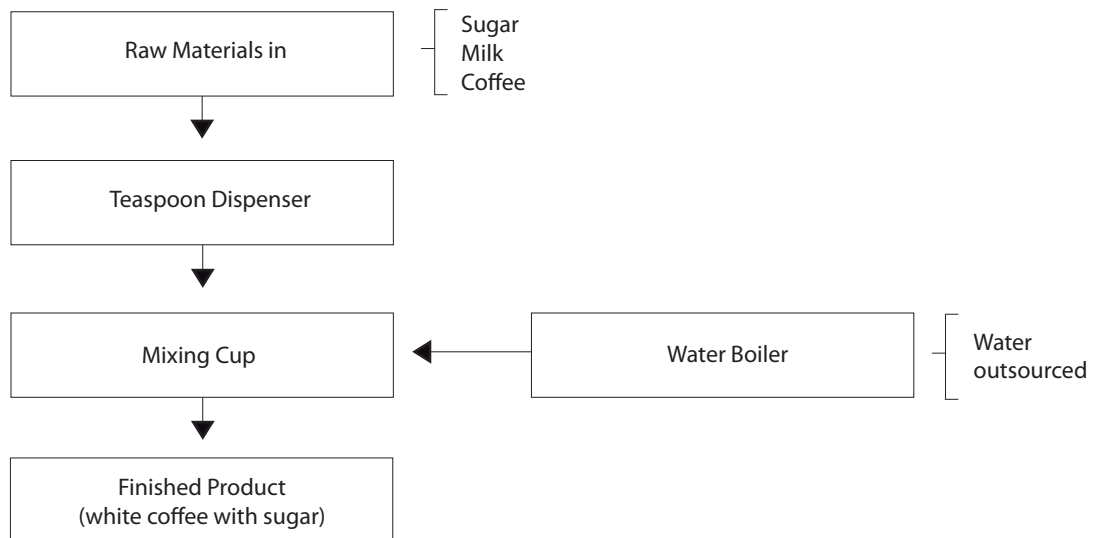 Raw Materials in
Sugar
Milk
Coffee
Teaspoon Dispenser
Mixing Cup
Water Boiler
Water
outsourced
Finished Product
(white coffee with sugar)